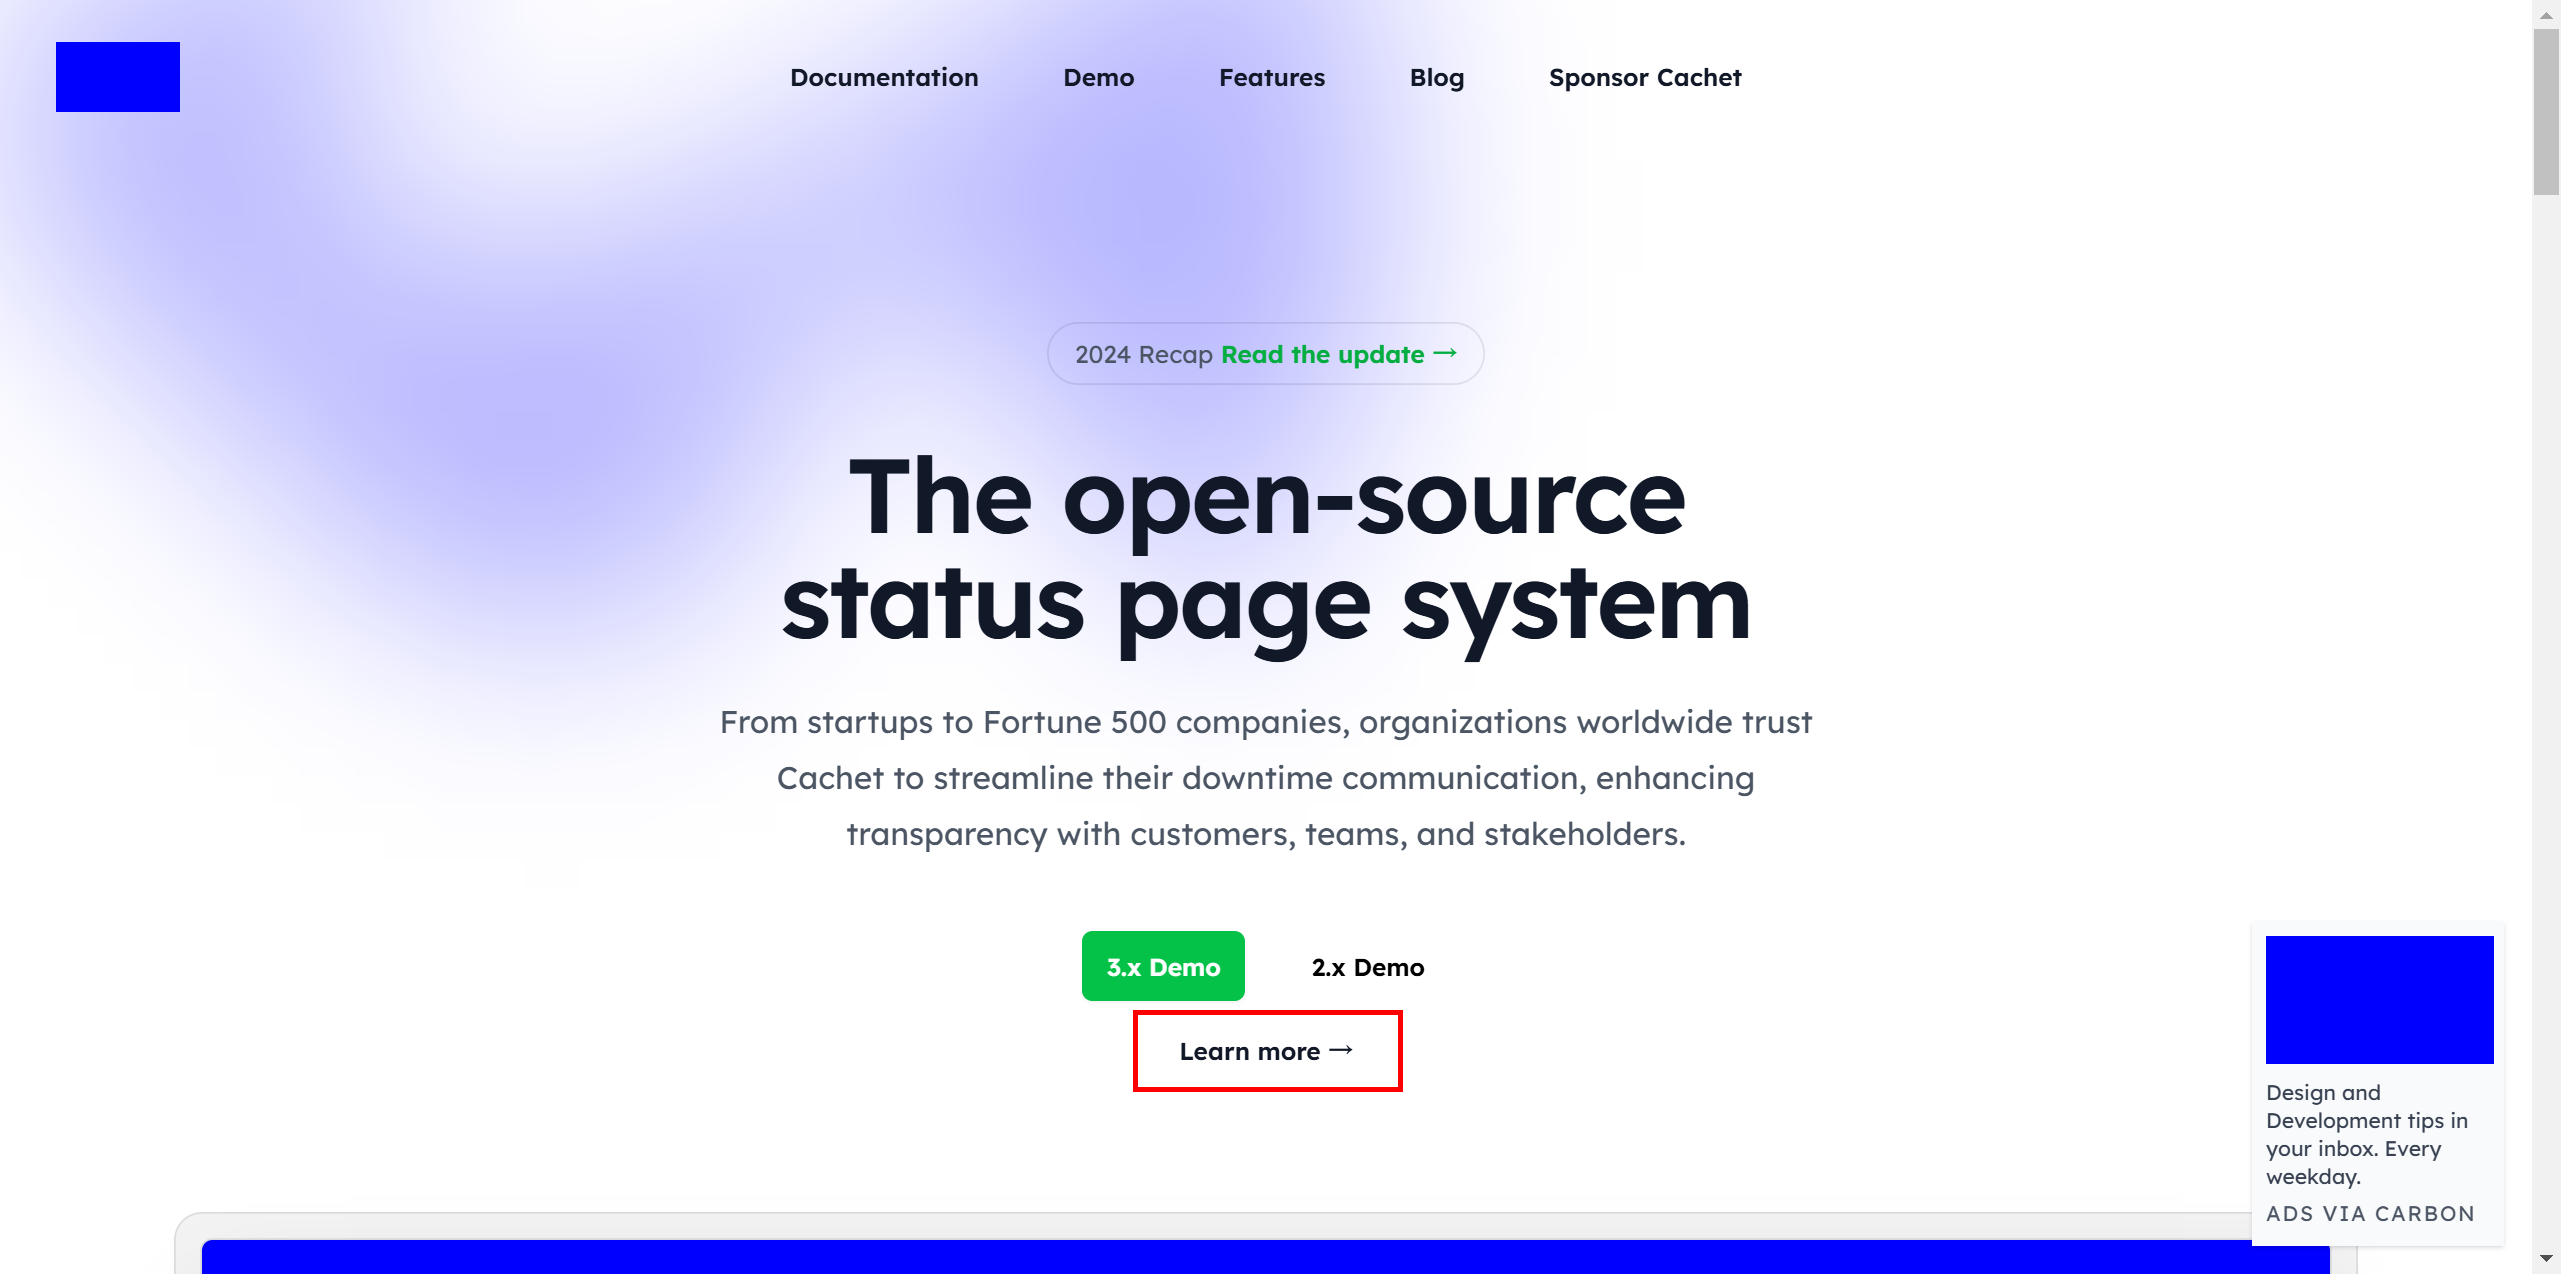 Documentation
Demo
Features
Blog
Sponsor Cachet
2024 Recap Read the update →
The open-source
status page system
From startups to Fortune 500 companies, organizations worldwide trust
Cachet to streamline their downtime communication, enhancing
transparency with customers, teams, and stakeholders.
3.x Demo
2.x Demo
Learn more →
Design and
Development tips in
your inbox. Every
weekday.
ADS VIA CARBON